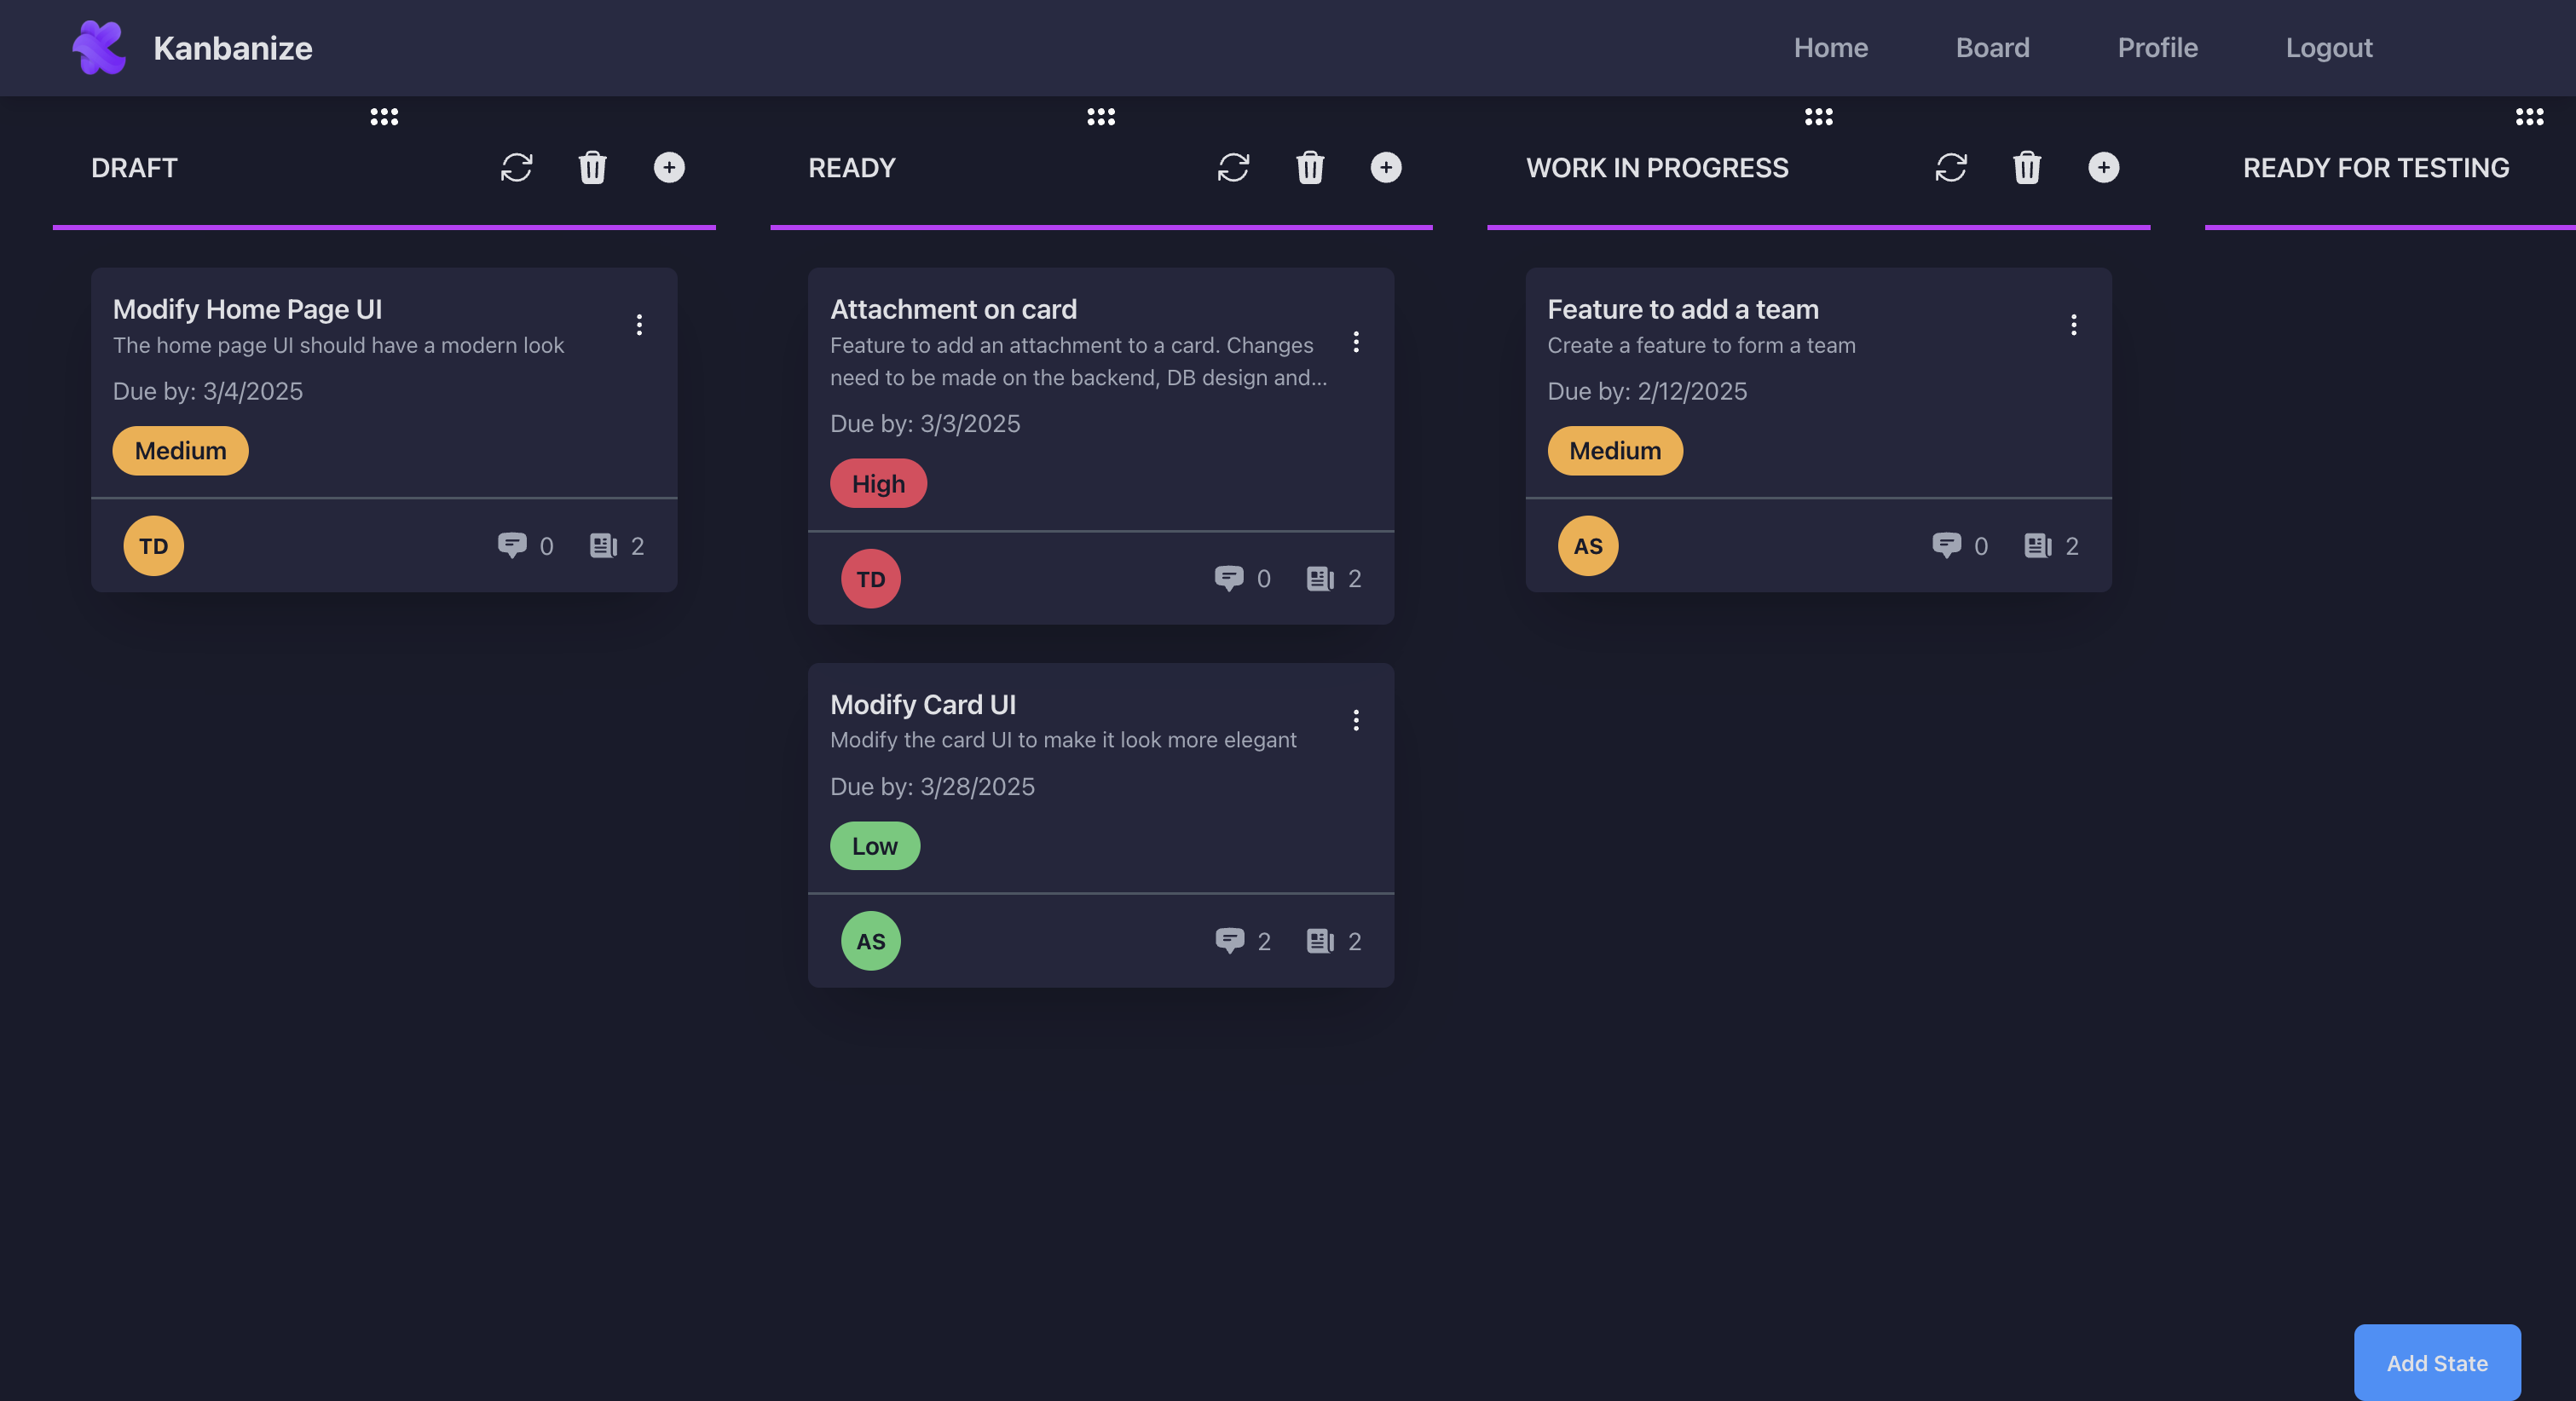 Kanbanize
Home
Board
Profile
Logout
DRAFT
Modify Home Page UI
The home page UI should have a modern look
Due by: 3/4/2025
Medium
TD
0
2
READY
Attachment on card
Feature to add an attachment to a card. Changes
need to be made on the backend, DB design and...
Due by: 3/3/2025
High
TD
0
2
Modify Card UI
Modify the card UI to make it look more elegant
Due by: 3/28/2025
Low
AS
2
2
WORK IN PROGRESS
Feature to add a team
Create a feature to form a team
Due by: 2/12/2025
Medium
AS
0
2
READY FOR TESTING
Add State